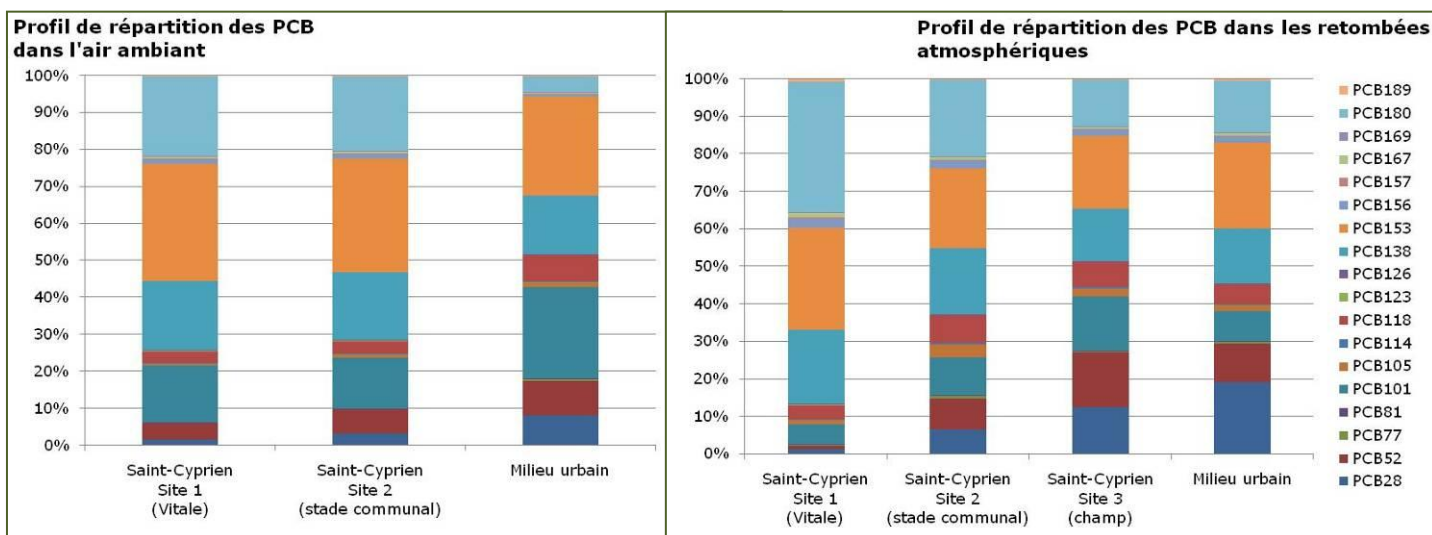 Profil de répartition des PCB
dans l'air ambiant
100%
90%
80%
70%
60%
50%
40%
30%
20%
10%
0%
Saint-Cyprien
Site 1
(Vitale)
Saint-Cyprien
Site 2
(stade communal)
Milieu urbain
Profil de répartition des PCB dans les retombées
atmosphériques
100%
90%
80%
70%
60%
50%
40%
30%
20%
10%
0%
Saint-Cyprien
Site 1
(Vitale)
Saint-Cyprien
Site 2
(stade communal)
Saint-Cyprien
Site 3
(champ)
Milieu urbain
PCB189
PCB180
PCB169
PCB167
PCB157
PCB156
PCB153
PCB138
PCB126
PCB123
PCB118
PCB114
PCB105
PCB101
PCB81
PCB77
PCB52
PCB28